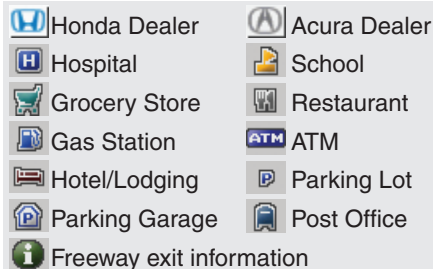 Honda Dealer Acura Dealer
H Hospital School
Grocery Store Restaurant
Gas Station ATM ATM
Hotel/Lodging P Parking Lot
P Parking Garage Post Office
i Freeway exit information